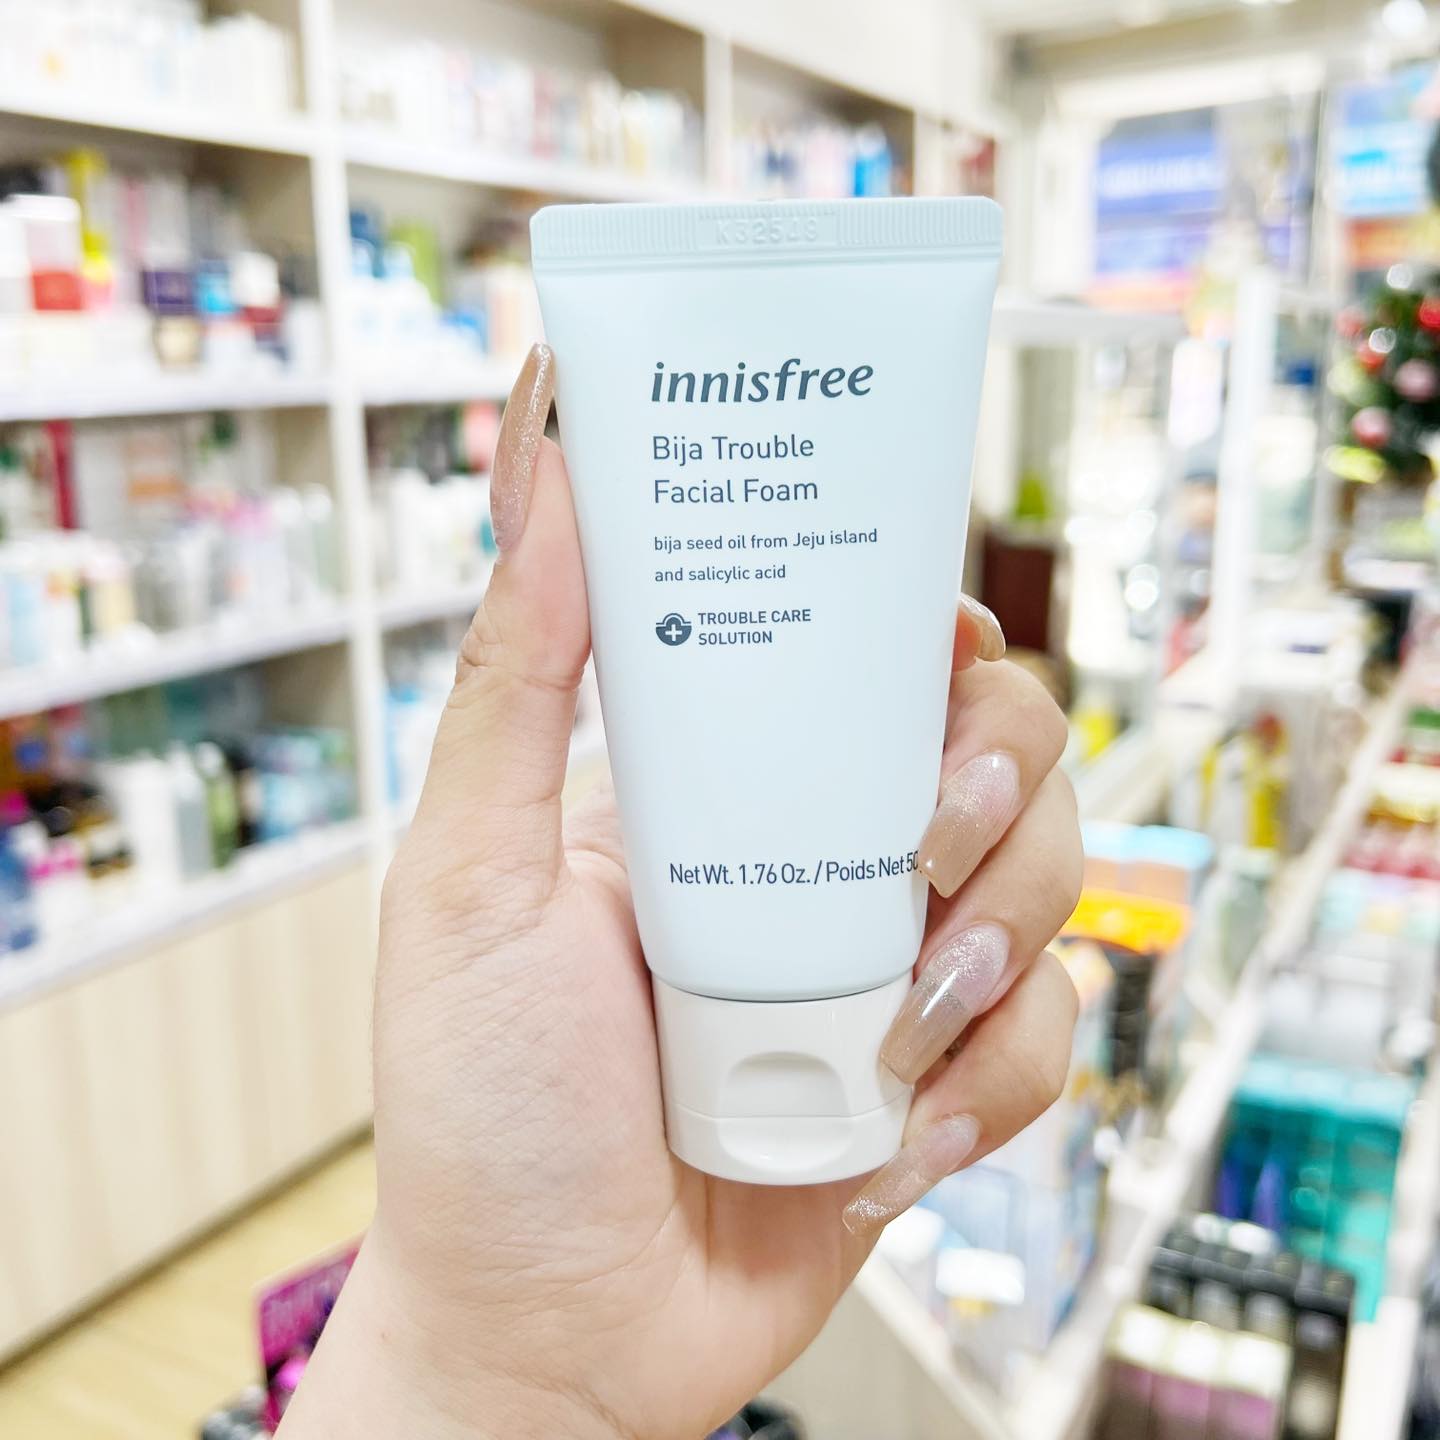 K32549
innisfree
Bija Trouble
Facial Foam
bija seed oil from Jeju island
and salicylic acid
TROUBLE CARE
SOLUTION
Net Wt. 1.76 Oz. / Poids Net 50